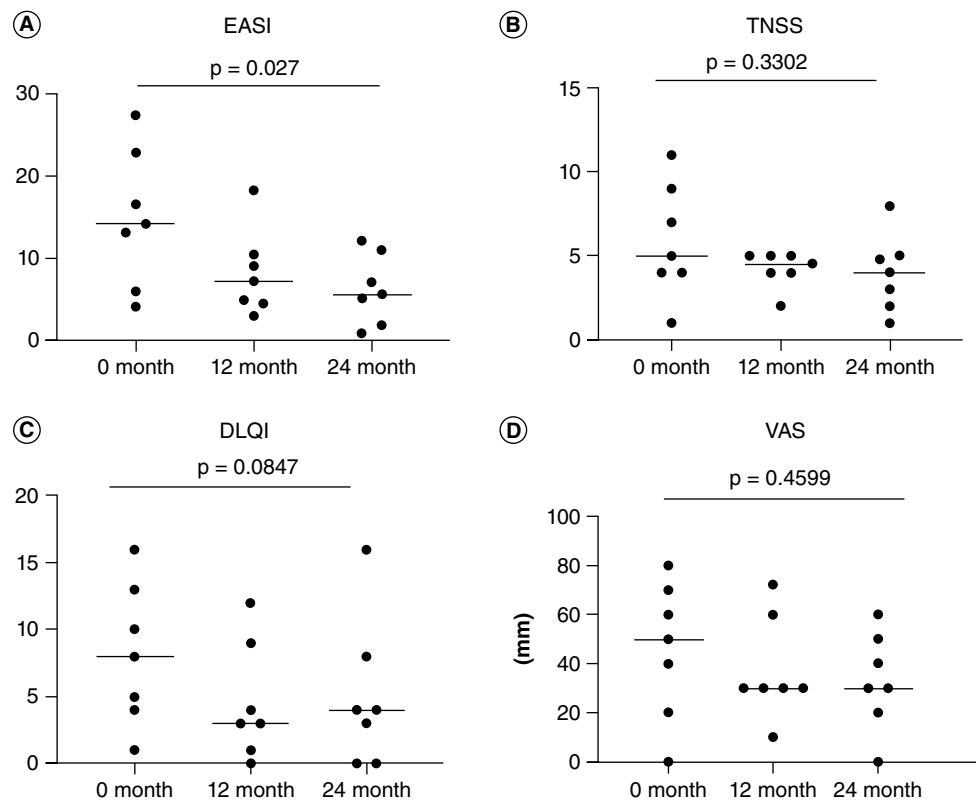 A
EASI
p = 0.027
30
20
10
0
0 month 12 month 24 month
B
TNSS
p = 0.3302
15
10
5
0
0 month 12 month 24 month
C
DLQI
p = 0.0847
20
15
10
5
0
0 month 12 month 24 month
D
VAS
p = 0.4599
(mm)
100
80
60
40
20
0
0 month 12 month 24 month